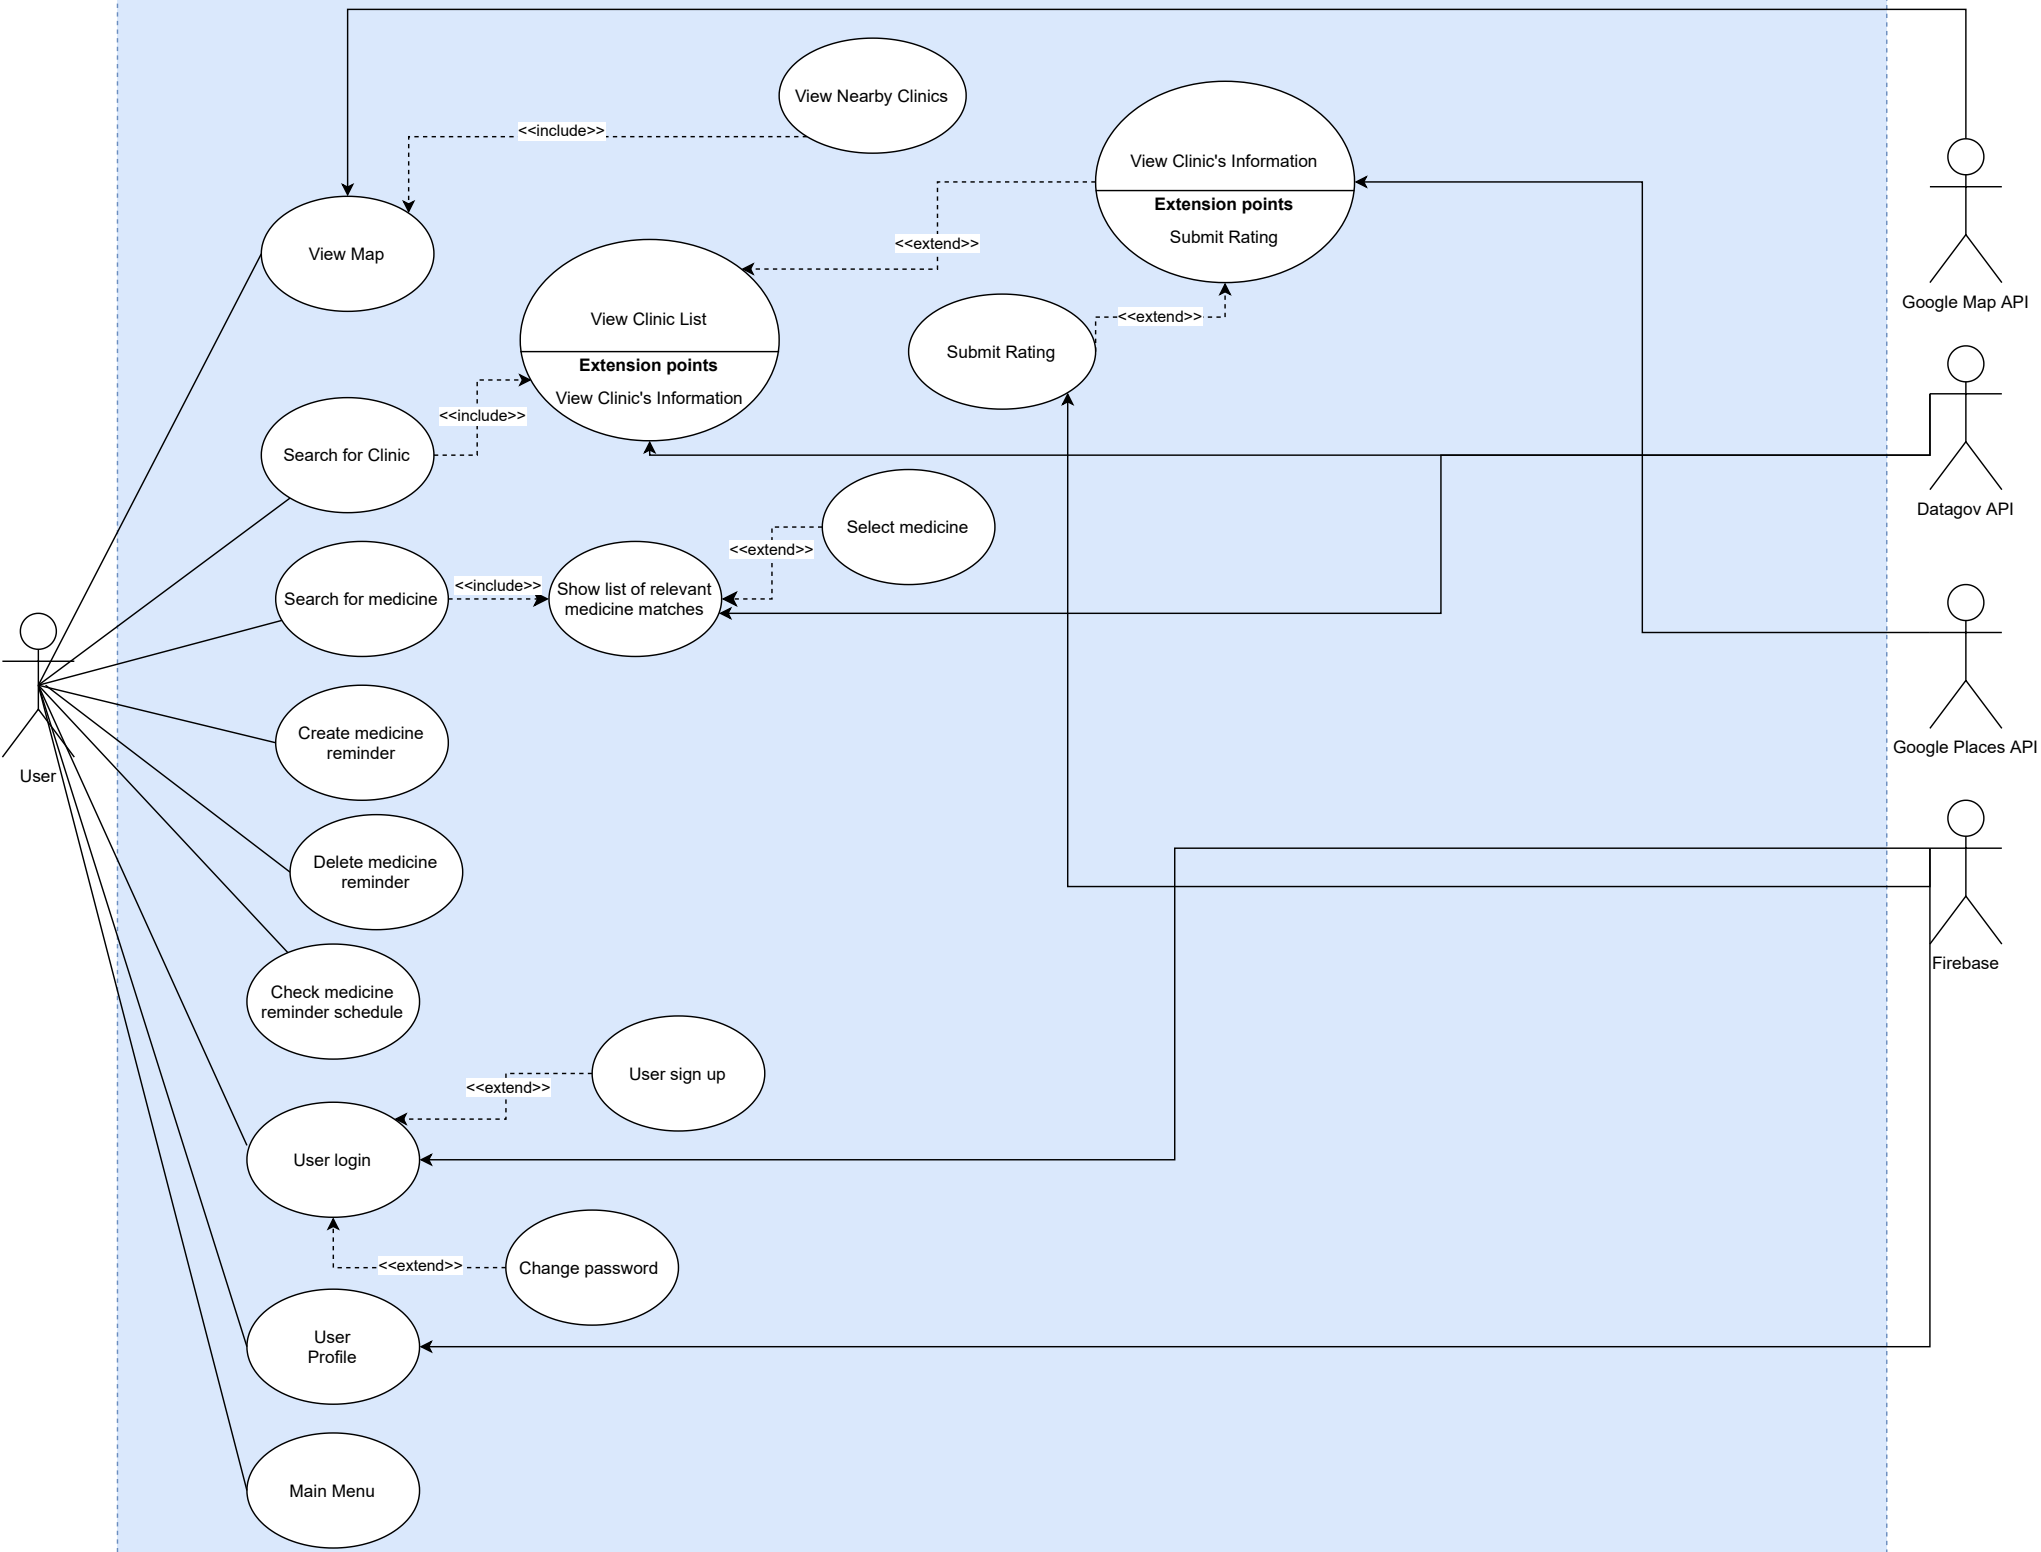 View Nearby Clinics
<<include>>
View Clinic's Information
Extension points
Submit Rating
<<extend>>
View Map
Google Map API
View Clinic List
Extension points
View Clinic's Information
<<extend>>
Submit Rating
<<include>>
Search for Clinic
Datagov API
Select medicine
<<extend>>
Search for medicine
<<include>>
Show list of relevant
medicine matches
User
Create medicine
reminder
Google Places API
Delete medicine
reminder
Firebase
Check medicine
reminder schedule
User sign up
<<extend>>
User login
<<extend>>
Change password
User
Profile
Main Menu